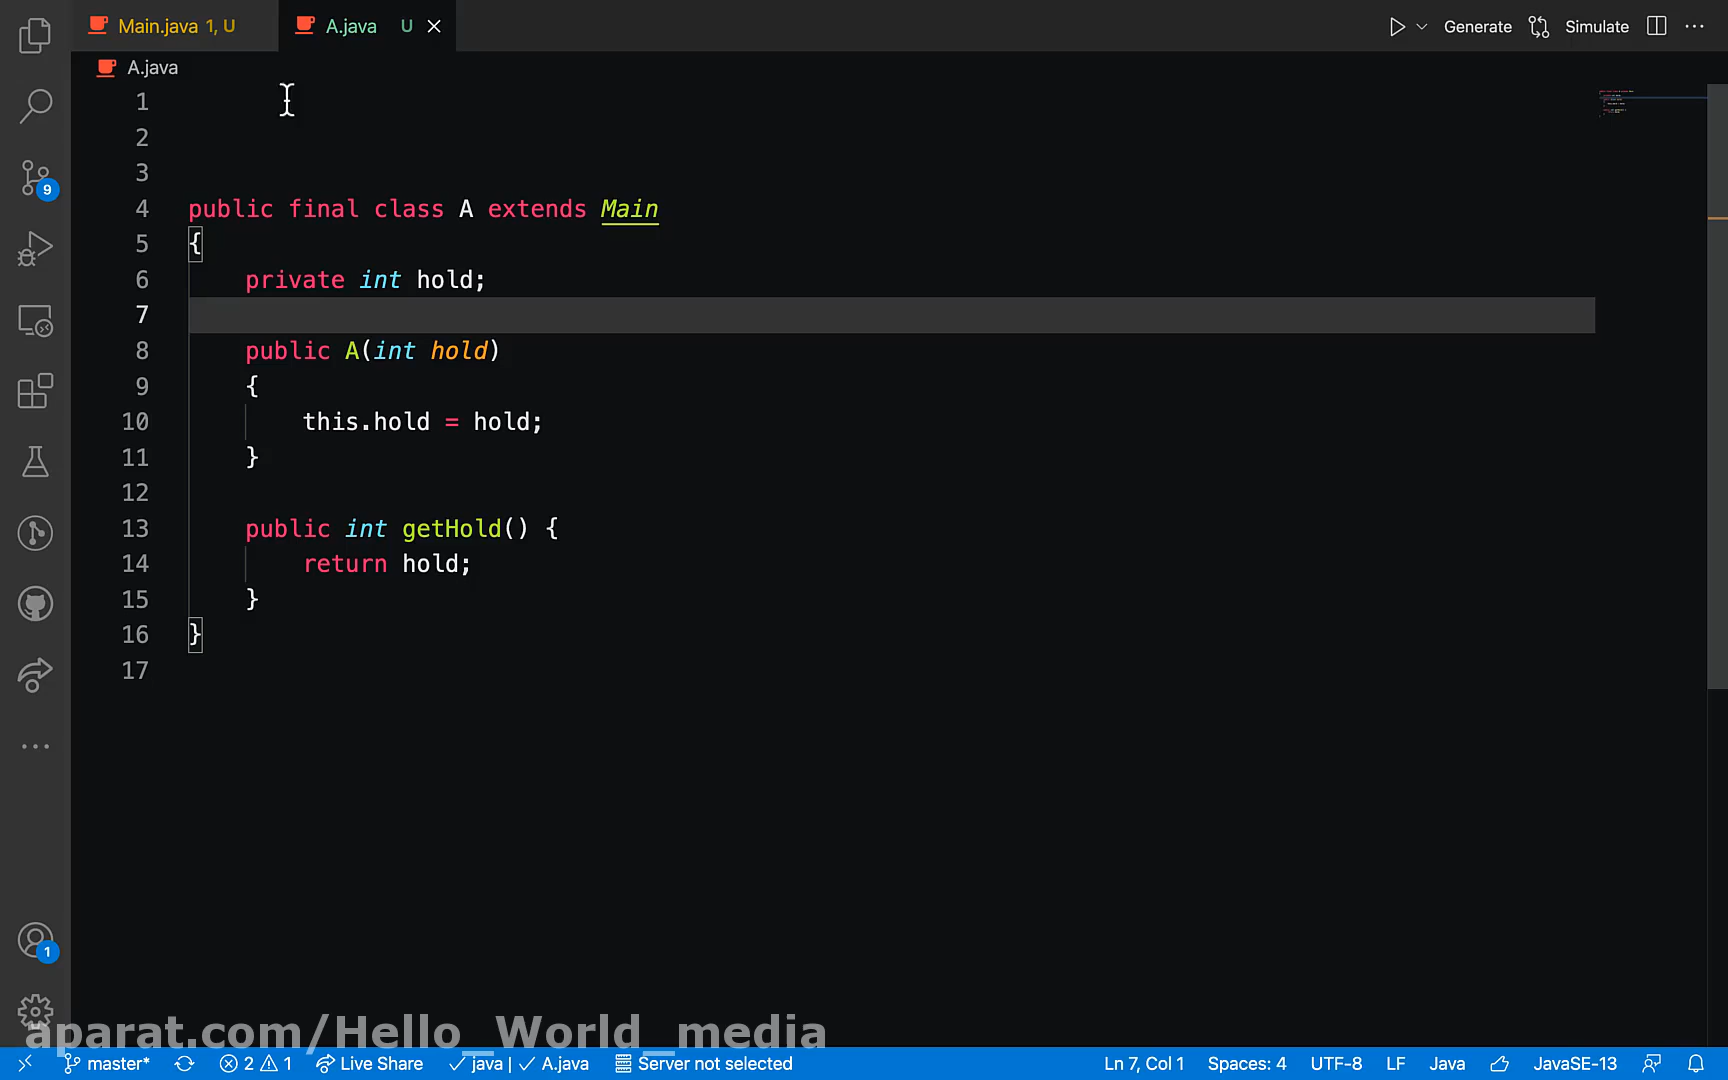 Main.java 1, U A.java U
Generate Simulate
A.java
1
2
3
4 public final class A extends Main
5 {
6 private int hold;
7
8 public A(int hold)
9 {
10 this.hold = hold;
11 }
12
13 public int getHold() {
14 return hold;
15 }
16 }
17
9
1
aparat.com/Hello_World_media
master* 2 1 Live Share java | A.java Server not selected Ln 7, Col 1 Spaces: 4 UTF-8 LF Java JavaSE-13